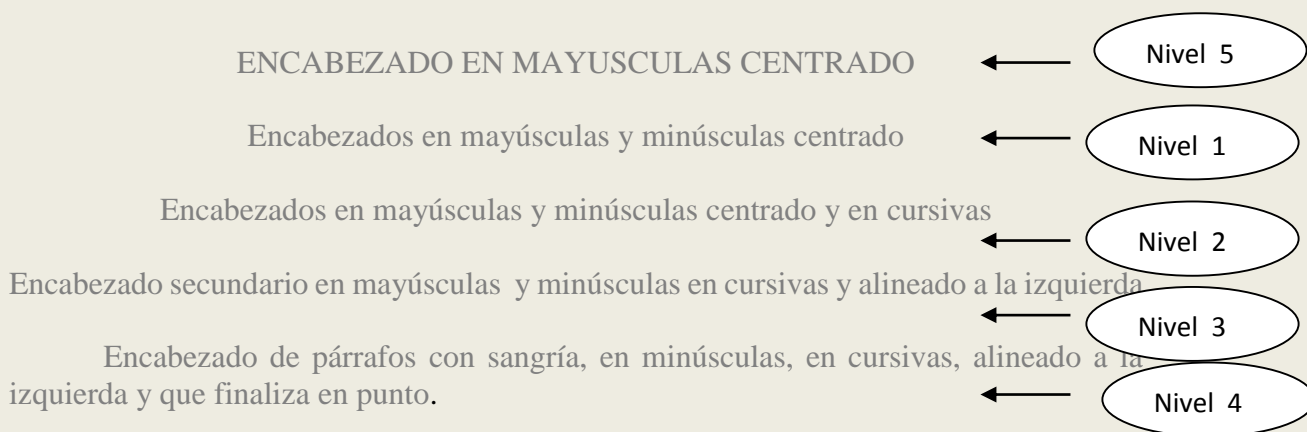 ENCABEZADO EN MAYUSCULAS CENTRADO
Nivel 5
Encabezados en mayúsculas y minúsculas centrado
Nivel 1
Encabezados en mayúsculas y minúsculas centrado y en cursivas
Nivel 2
Encabezado secundario en mayúsculas y minúsculas en cursivas y alineado a la izquierda
Nivel 3
Encabezado de párrafos con sangría, en minúsculas, en cursivas, alineado a la
izquierda y que finaliza en punto.
Nivel 4